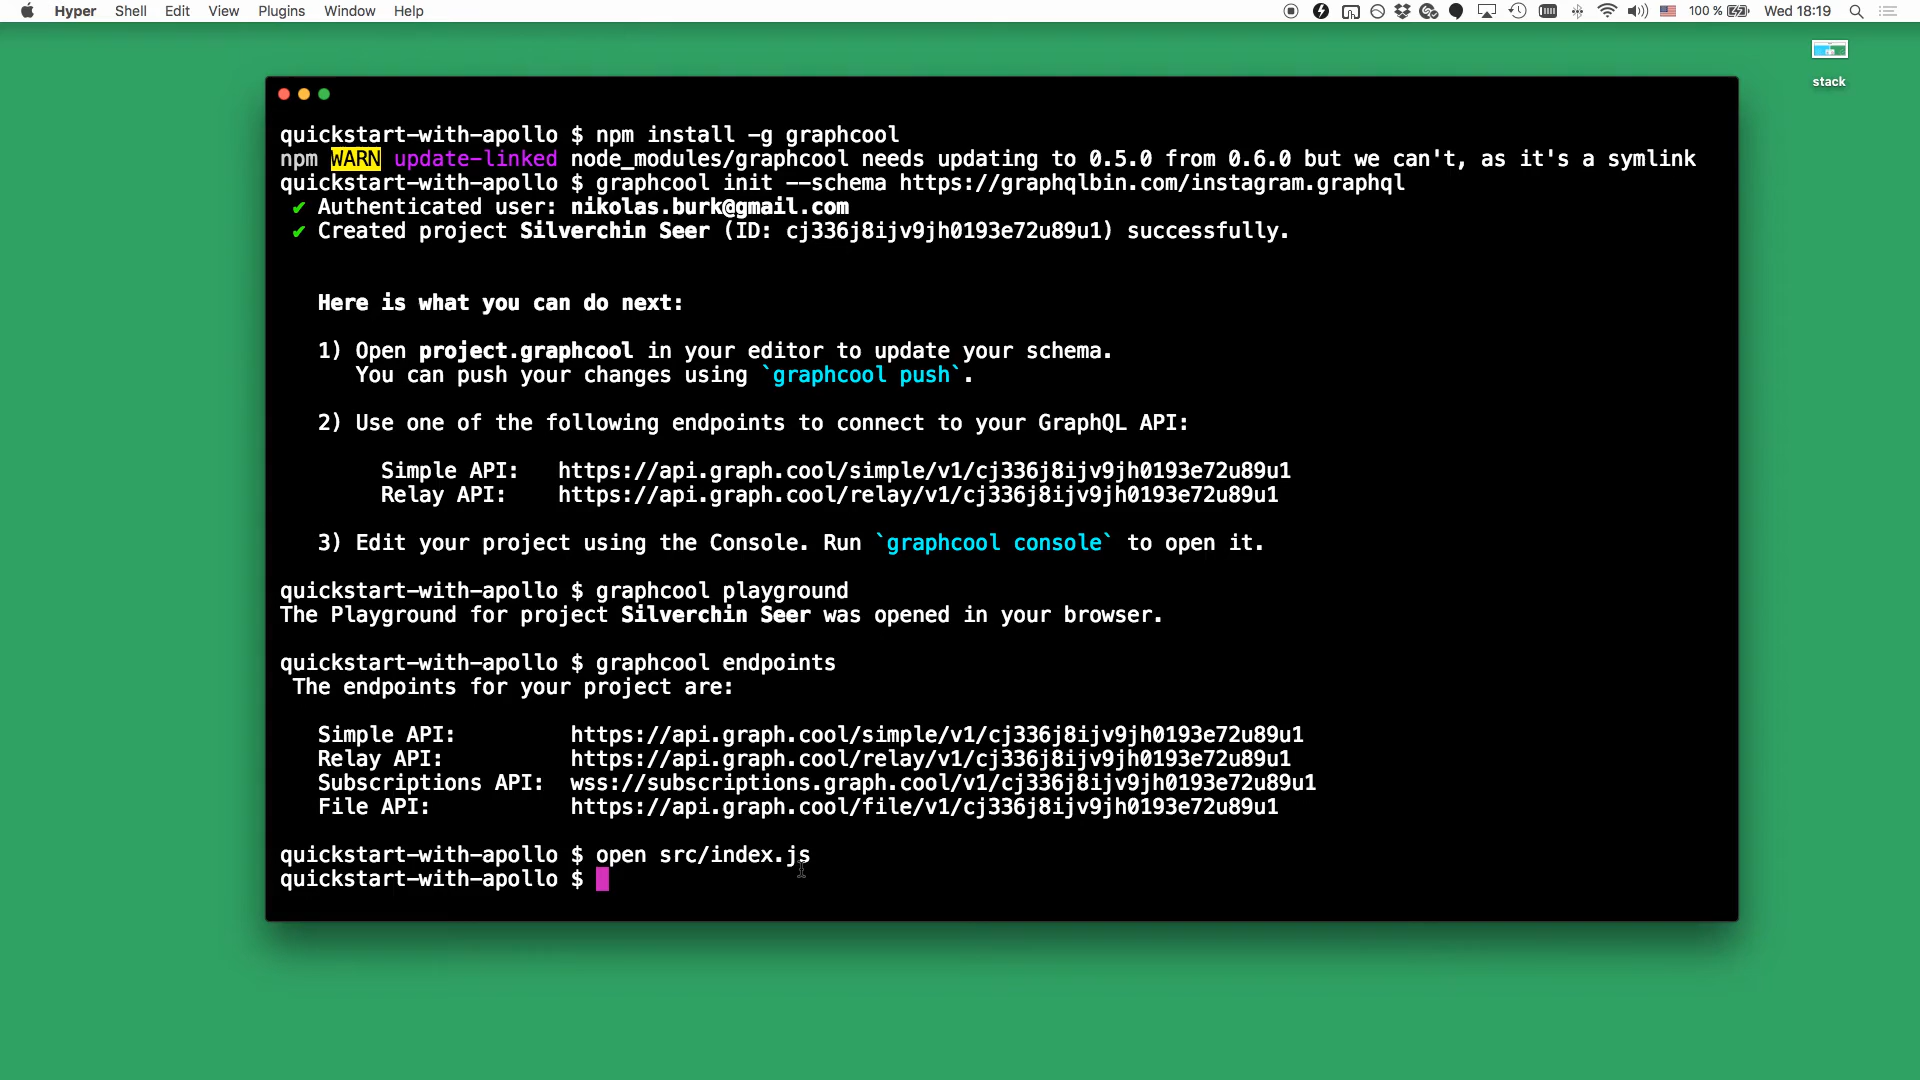 Hyper Shell Edit View Plugins Window Help 100 % Wed 18:19
stack
quickstart-with-apollo $ npm install -g graphcool
npm WARN update-linked node_modules/graphcool needs updating to 0.5.0 from 0.6.0 but we can't, as it's a symlink
quickstart-with-apollo $ graphcool init --schema https://graphqlbin.com/instagram.graphql
✔ Authenticated user: nikolas.burk@gmail.com
✔ Created project Silverchin Seer (ID: cj336j8ijv9jh0193e72u89u1) successfully.
Here is what you can do next:
1) Open project.graphcool in your editor to update your schema.
You can push your changes using `graphcool push`.
2) Use one of the following endpoints to connect to your GraphQL API:
Simple API: https://api.graph.cool/simple/v1/cj336j8ijv9jh0193e72u89u1
Relay API: https://api.graph.cool/relay/v1/cj336j8ijv9jh0193e72u89u1
3) Edit your project using the Console. Run `graphcool console` to open it.
quickstart-with-apollo $ graphcool playground
The Playground for project Silverchin Seer was opened in your browser.
quickstart-with-apollo $ graphcool endpoints
The endpoints for your project are:
Simple API: https://api.graph.cool/simple/v1/cj336j8ijv9jh0193e72u89u1
Relay API: https://api.graph.cool/relay/v1/cj336j8ijv9jh0193e72u89u1
Subscriptions API: wss://subscriptions.graph.cool/v1/cj336j8ijv9jh0193e72u89u1
File API: https://api.graph.cool/file/v1/cj336j8ijv9jh0193e72u89u1
quickstart-with-apollo $ open src/index.js
quickstart-with-apollo $